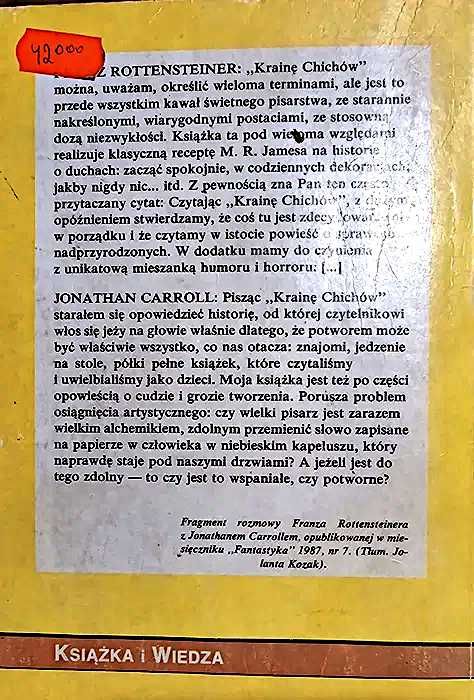 42000
Z ROTTENSTEINER: „Krainę Chichów”
można, uważam, określić wieloma terminami, ale jest to
przede wszystkim kawał świetnego pisarstwa, ze starannie
nakreślonymi, wiarygodnymi postaciami, ze stosowną
dozą niezwykłości. Książka ta pod wieloma względami
realizuje klasyczną receptę M. R. Jamesa na historie
o duchach: zacząć spokojnie, w codziennych dekoracjach,
jakby nigdy nic... itd. Z pewnością zna Pan ten często
przytaczany cytat: Czytając „Krainę Chichów”, z dużym
opóźnieniem stwierdzamy, że coś tu jest
w porządku i że czytamy w istocie powieść o sprawach
nadprzyrodzonych. W dodatku mamy do czynienia
z unikatową mieszanką humoru i horroru: [...]
JONATHAN CARROLL: Pisząc „Krainę Chichów”
starałem się opowiedzieć historię, od której czytelnikowi
włos się jeży na głowie właśnie dlatego, że potworem może
być właściwie wszystko, co nas otacza: znajomi, jedzenie
na stole, półki pełne książek, które czytaliśmy
i uwielbialiśmy jako dzieci. Moja książka jest też po części
opowieścią o cudzie i grozie tworzenia. Porusza problem
osiągnięcia artystycznego: czy wielki pisarz jest zarazem
wielkim alchemikiem, zdolnym przemienić słowo zapisane
na papierze w człowieka w niebieskim kapeluszu, który
naprawdę staje pod naszymi drzwiami? A jeżeli jest do
tego zdolny — to czy jest to wspaniałe, czy potworne?
Fragment rozmowy Franza Rottensteinera
z Jonathanem Carrollem, opublikowanej w mie-
sięczniku „Fantastyka” 1987, nr 7. (Tłum. Jo-
lanta Kozak).
KSIĄŻKA I WIEDZA